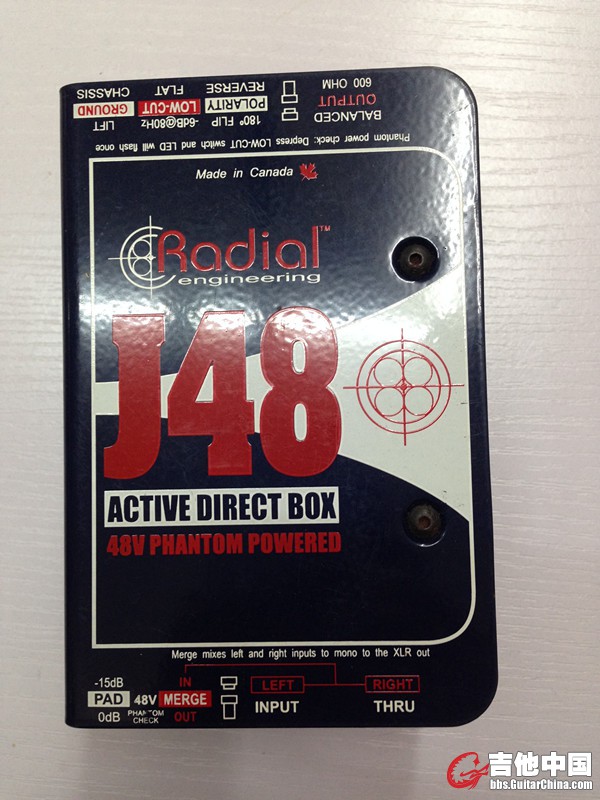 CHASSIS
GROUND
LIFT
FLAT
LOW-CUT
-6dB@80Hz
REVERSE
POLARITY
180° FLIP
600 OHM
OUTPUT
BALANCED
Phantom power check: Depress LOW-CUT switch and LED will flash once
Made in Canada
Radial™
engineering
J48
ACTIVE DIRECT BOX
48V PHANTOM POWERED
Merge mixes left and right inputs to mono to the XLR out
-15dB
PAD
0dB
48V
PHANTOM
CHECK
IN
MERGE
OUT
LEFT
INPUT
RIGHT
THRU
吉他中国
bbs.GuitarChina.com